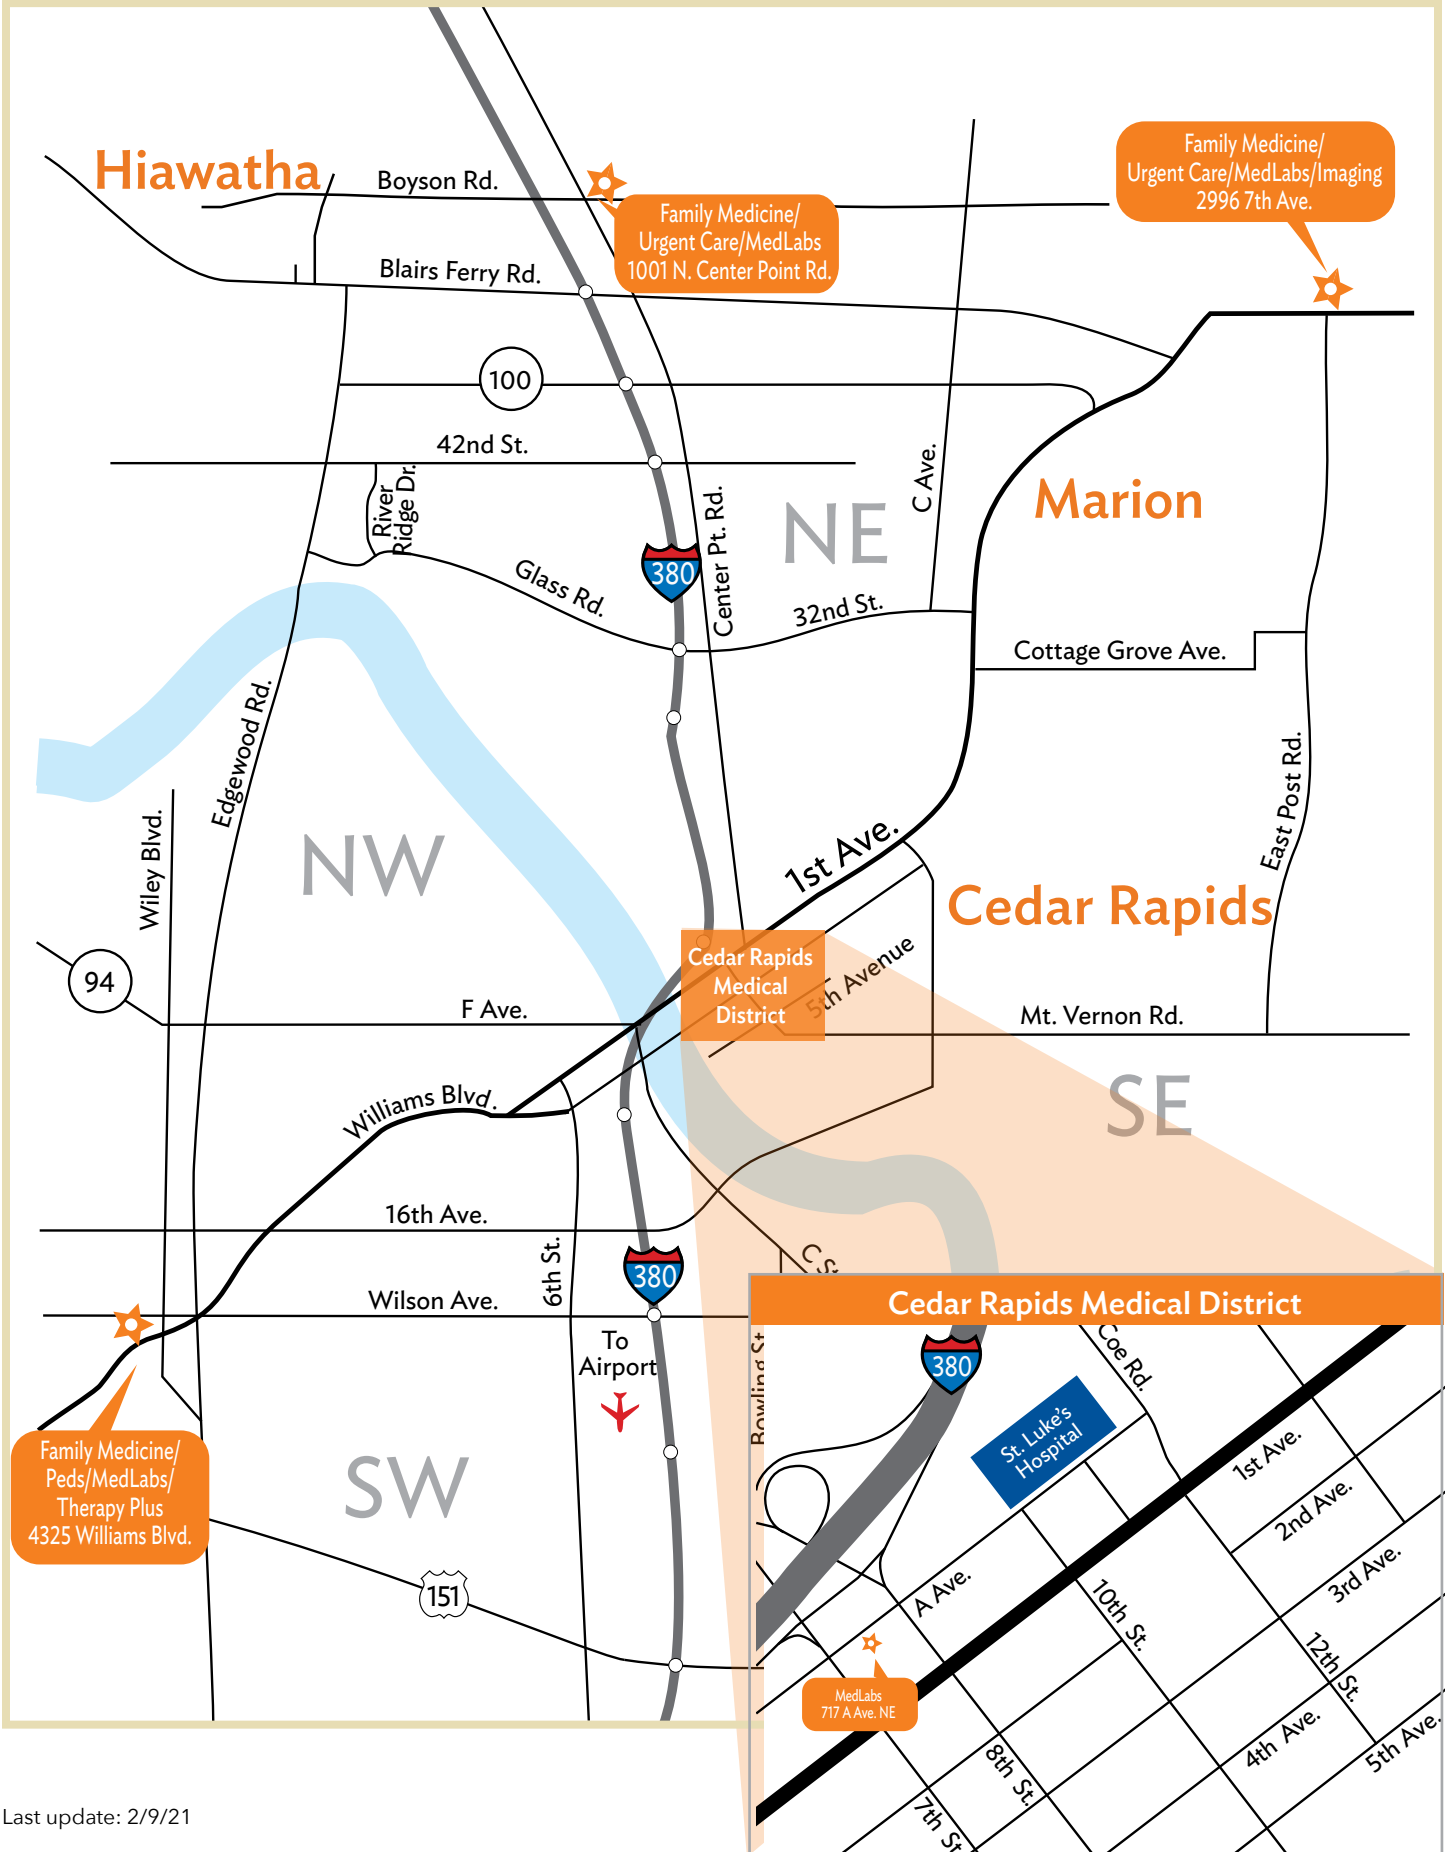 Hiawatha
Boyson Rd.
Family Medicine/
Urgent Care/MedLabs
1001 N. Center Point Rd.
Family Medicine/
Urgent Care/MedLabs/Imaging
2996 7th Ave.
Blairs Ferry Rd.
100
42nd St.
River
Ridge Dr.
C Ave.
Marion
NE
380
Center Pt. Rd.
Glass Rd.
32nd St.
Cottage Grove Ave.
Edgewood Rd.
East Post Rd.
Wiley Blvd.
NW
1st Ave.
Cedar Rapids
94
Cedar Rapids
Medical
District
5th Avenue
F Ave.
Mt. Vernon Rd.
Williams Blvd.
SE
16th Ave.
6th St.
C St.
380
Wilson Ave.
To
Airport
Bowling St.
Family Medicine/
Peds/MedLabs/
Therapy Plus
4325 Williams Blvd.
SW
151
Cedar Rapids Medical District
380
Coe Rd.
St. Luke's
Hospital
1st Ave.
2nd Ave.
3rd Ave.
A Ave.
10th St.
12th St.
MedLabs
717 A Ave. NE
4th Ave.
5th Ave.
8th St.
7th St
Last update: 2/9/21